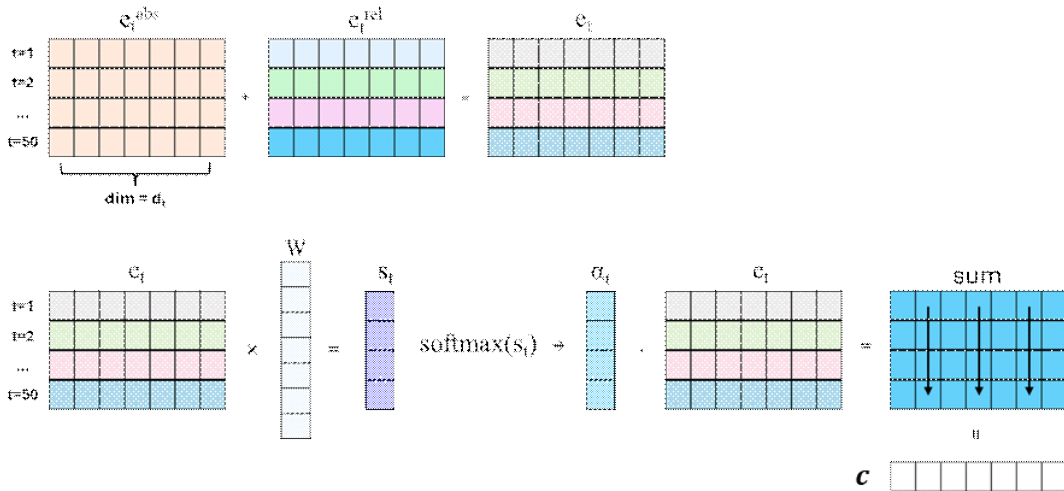 e_t^abs e_t^rel e_t
t=1
t=2
+ =
...
t=50
dim = d_t
W
e_t s_t α_t e_t sum
t=1
t=2
× = softmax(s_t) → · =
...
t=50
=
c